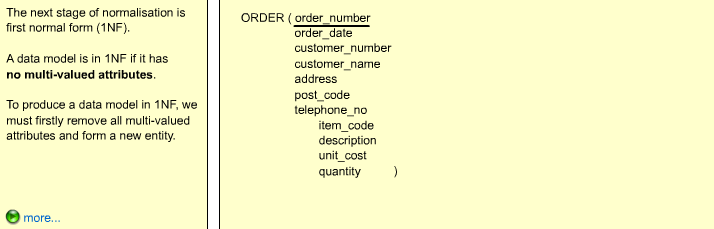 The next stage of normalisation is
first normal form (1NF).
A data model is in 1NF if it has
no multi-valued attributes.
To produce a data model in 1NF, we
must firstly remove all multi-valued
attributes and form a new entity.
more...
ORDER ( order_number
order_date
customer_number
customer_name
address
post_code
telephone_no
item_code
description
unit_cost
quantity )